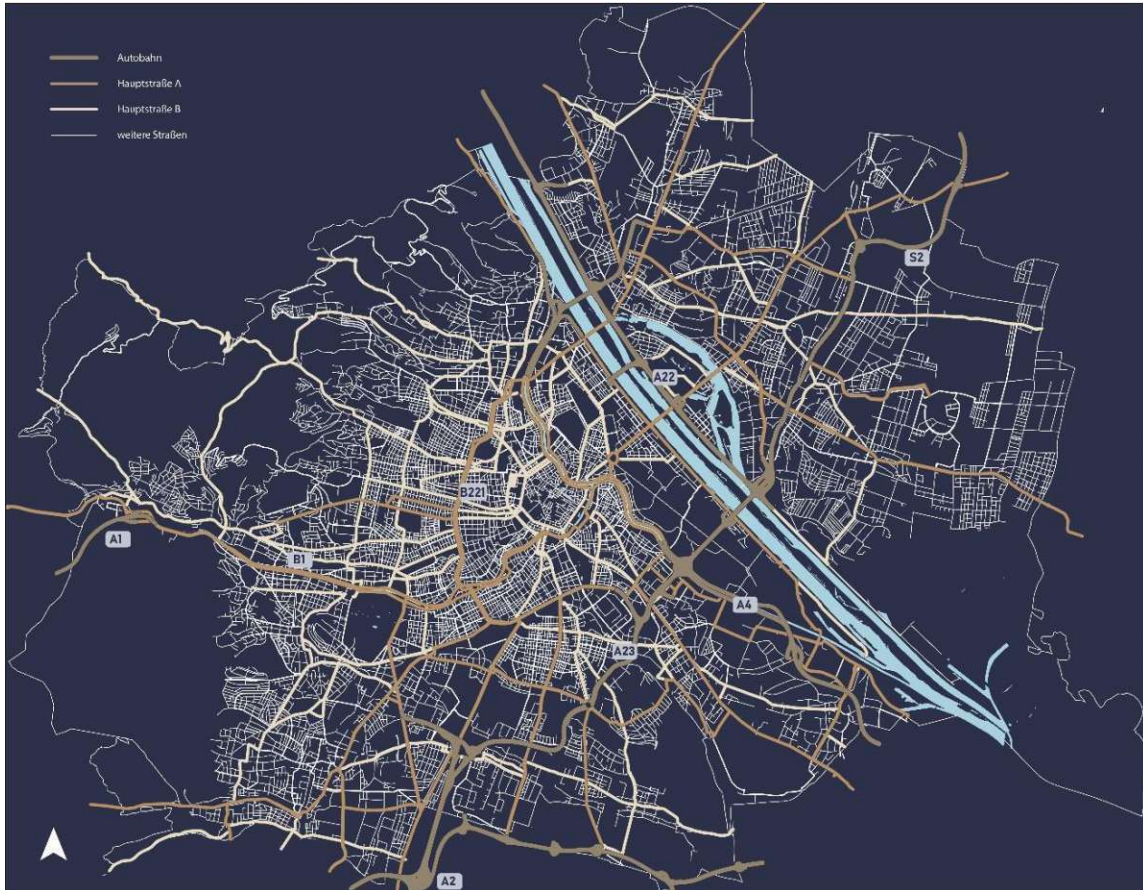 Autobahn
Hauptstraße A
Hauptstraße B
weitere Straßen
S2
A22
B221
A1
B1
A4
A23
A2